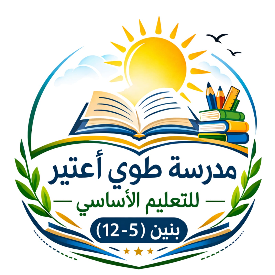 مدرسة طوي أعتير
للتعليم الأساسي
بنين (5-12)